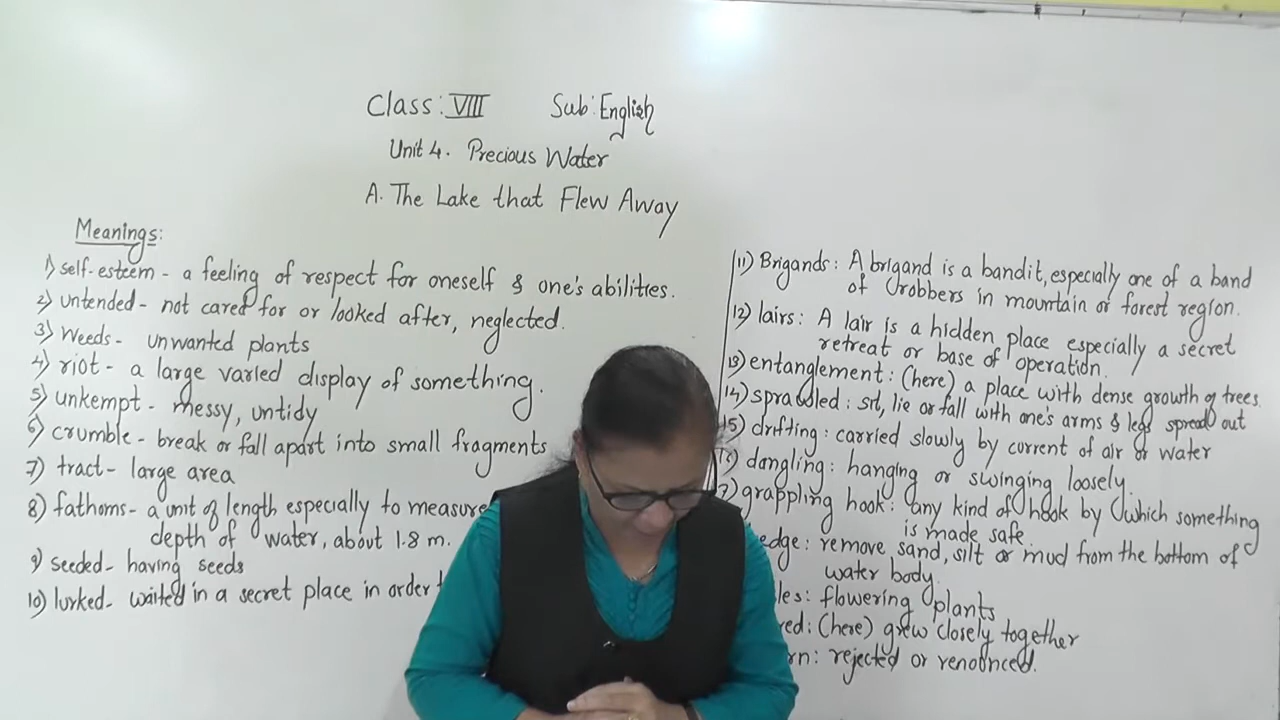 Class: VIII Sub: English
Unit 4. Precious Water
A. The Lake that Flew Away
Meanings:
1) self-esteem - a feeling of respect for oneself & one's abilities.
2) untended - not cared for or looked after, neglected.
3) Weeds - unwanted plants
4) riot - a large varied display of something.
5) unkempt - messy, untidy
6) crumble - break or fall apart into small fragments
7) tract - large area
8) fathoms - a unit of length especially to measure
depth of water, about 1.8 m.
9) seeded - having seeds
10) lurked - waited in a secret place in order
11) Brigands: A brigand is a bandit, especially one of a band
of robbers in mountain or forest region.
12) lairs: A lair is a hidden place especially a secret
retreat or base of operation.
13) entanglement: (here) a place with dense growth of trees.
14) sprawled: sit, lie or fall with one's arms & legs spread out
15) drifting: carried slowly by current of air or water
dangling: hanging or swinging loosely.
grappling hook: any kind of hook by which something
is made safe.
edge: remove sand, silt or mud from the bottom of
water body.
les: flowering plants
red: (here) grew closely together
rn: rejected or renounced.